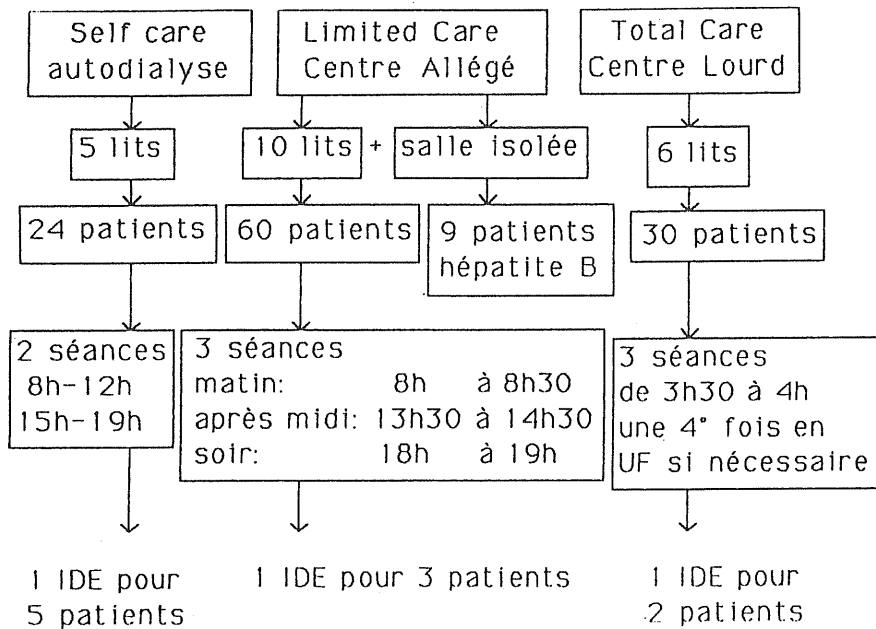 Self care
autodialyse
Limited Care
Centre Allégé
Total Care
Centre Lourd
5 lits
10 lits + salle isolée
6 lits
24 patients
60 patients
9 patients
hépatite B
30 patients
2 séances
8h-12h
15h-19h
3 séances
matin: 8h à 8h30
après midi: 13h30 à 14h30
soir: 18h à 19h
3 séances
de 3h30 à 4h
une 4° fois en
UF si nécessaire
1 IDE pour
5 patients
1 IDE pour 3 patients
1 IDE pour
2 patients